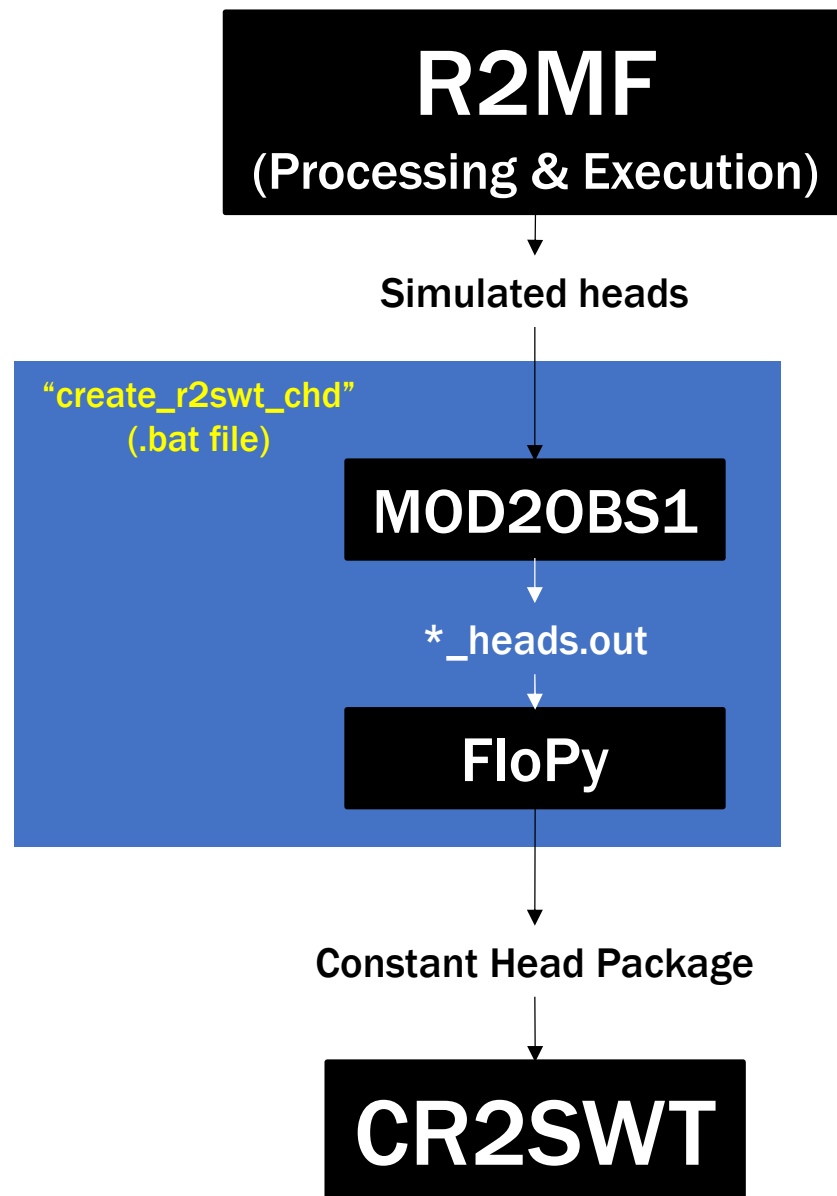 R2MF
(Processing & Execution)
Simulated heads
“create_r2swt_chd”
(.bat file)
MOD2OBS1
*_heads.out
FloPy
Constant Head Package
CR2SWT